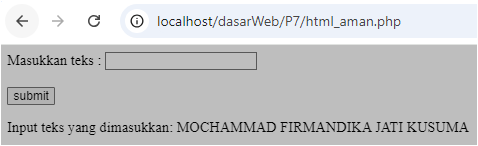 localhost/dasarWeb/P7/html_aman.php
Masukkan teks :
submit
Input teks yang dimasukkan: MOCHAMMAD FIRMANDIKA JATI KUSUMA